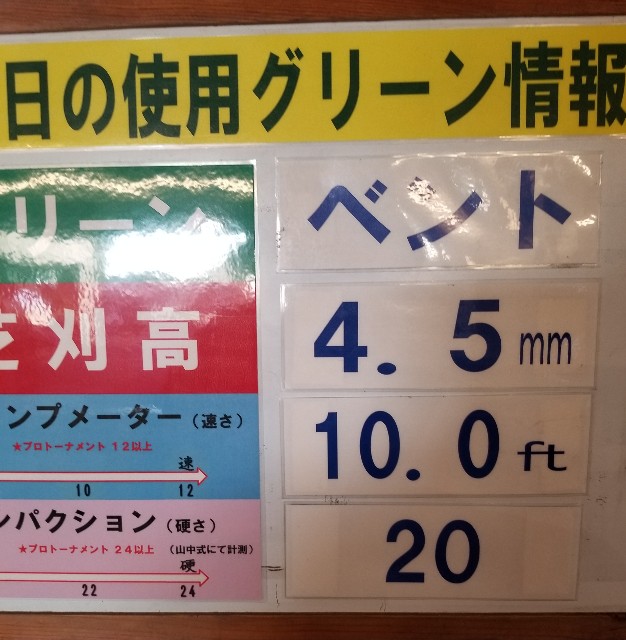 日の使用グリーン情報
リーン ベント
芝刈高 4.5mm
ンプメーター（速さ） 10.0ft
★プロトーナメント 12以上
速
10 12
ンパクション（硬さ） 20
★プロトーナメント 24以上（山中式にて計測）
硬
22 24